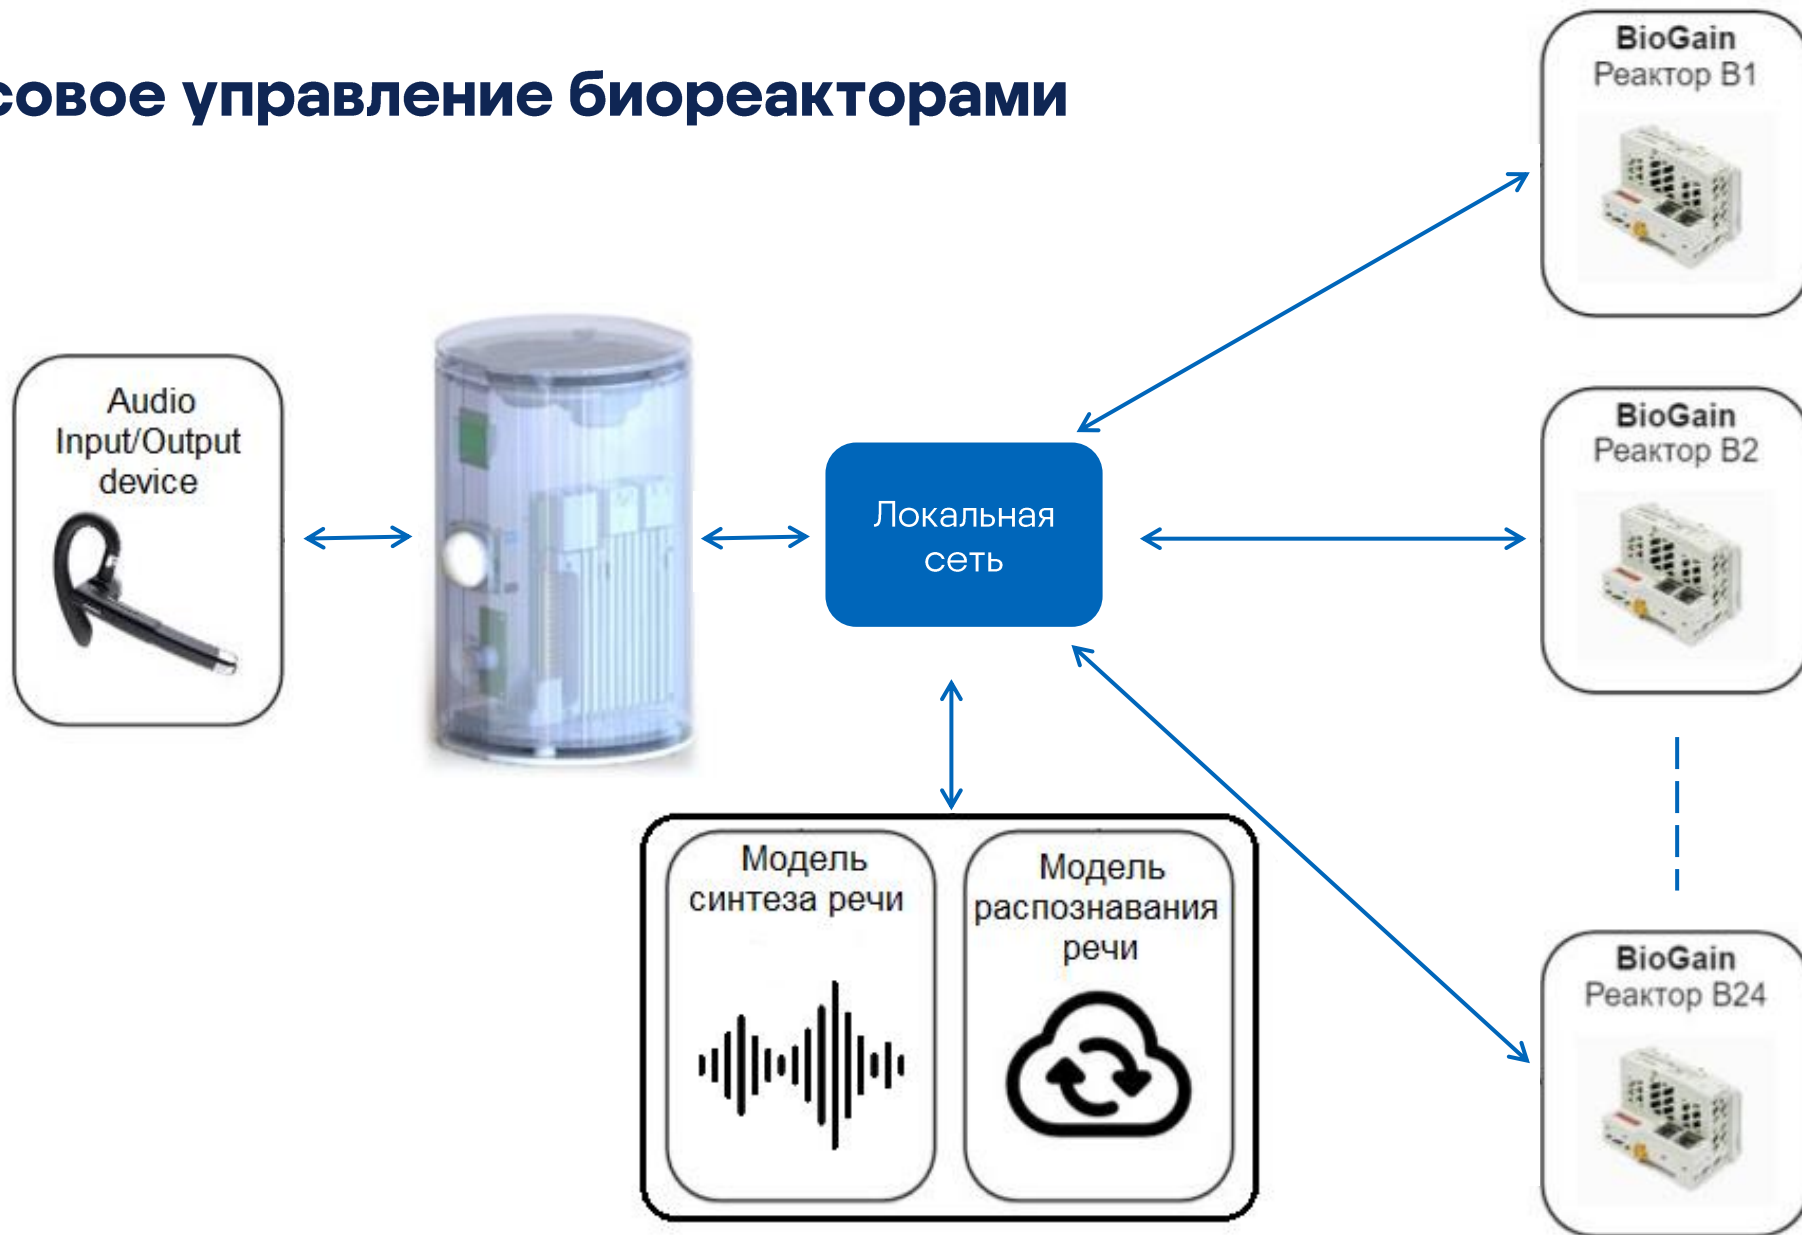 совое управление биореакторами
BioGain
Реактор B1
Audio
Input/Output
device
BioGain
Реактор B2
Локальная
сеть
Модель
синтеза речи
Модель
распознавания
речи
BioGain
Реактор B24